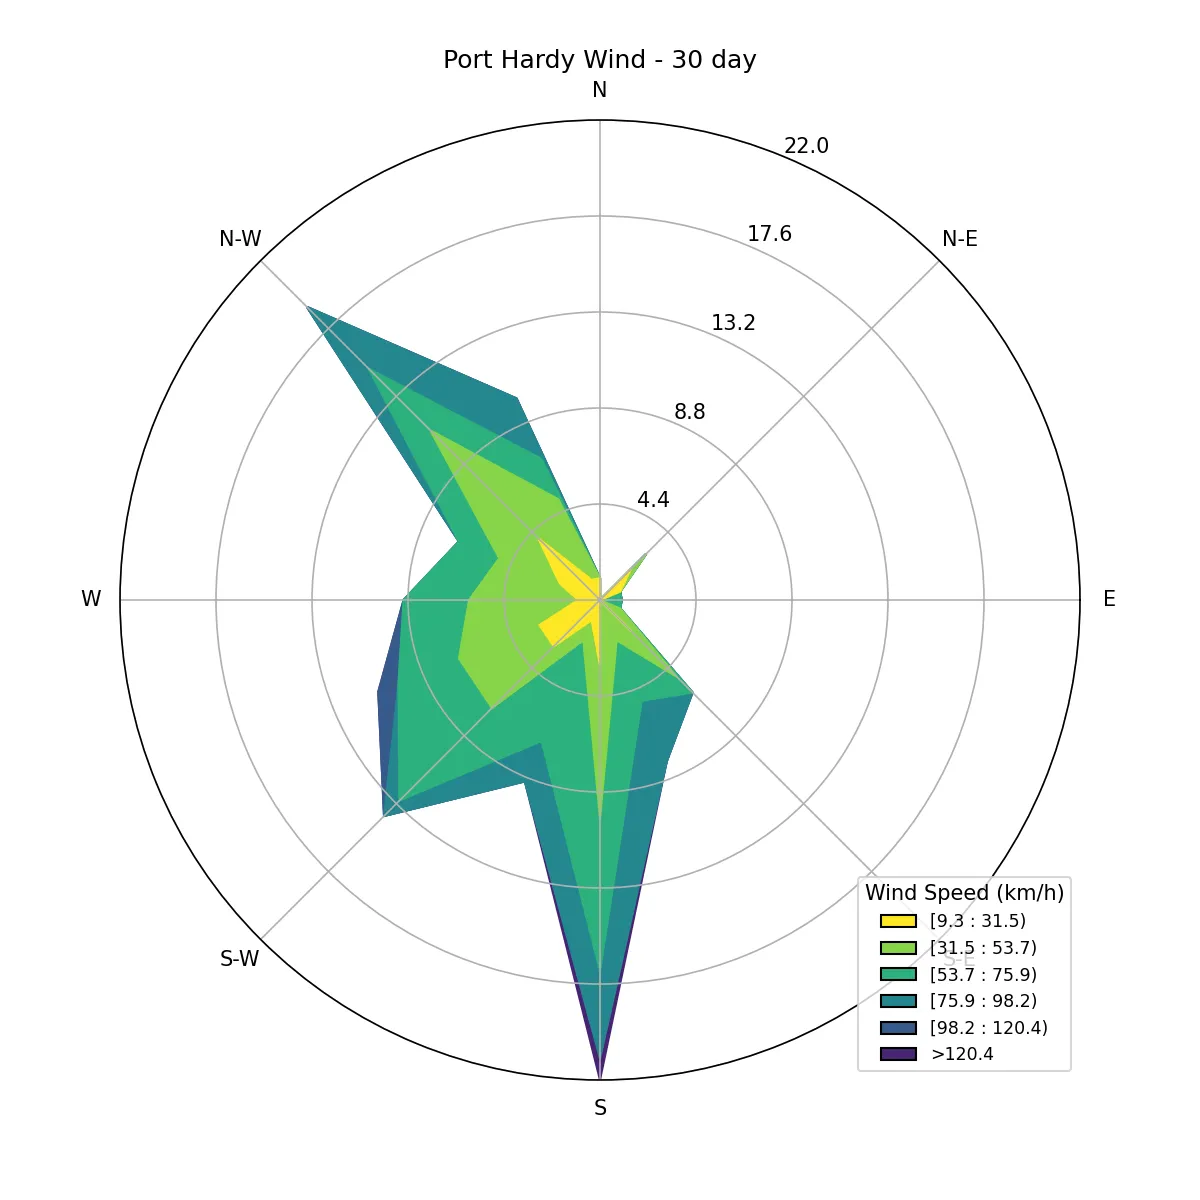 Port Hardy Wind - 30 day
N
22.0
N-W
17.6
N-E
13.2
8.8
4.4
W
E
S-W
S-E
Wind Speed (km/h)
[9.3 : 31.5)
[31.5 : 53.7)
[53.7 : 75.9)
[75.9 : 98.2)
[98.2 : 120.4)
>120.4
S